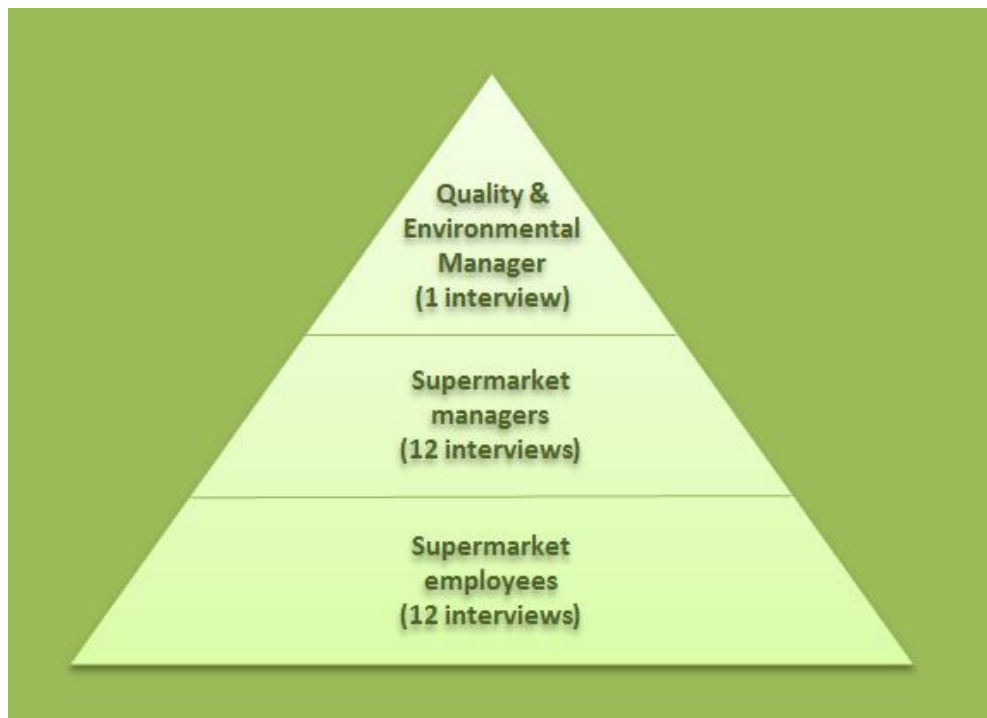 Quality &
Environmental
Manager
(1 interview)
Supermarket
managers
(12 interviews)
Supermarket
employees
(12 interviews)